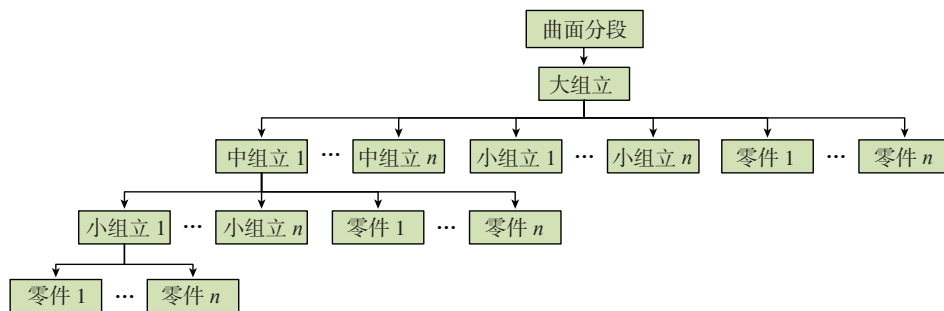 曲面分段
大组立
中组立 1 ··· 中组立 n 小组立 1 ··· 小组立 n 零件 1 ··· 零件 n
小组立 1 ··· 小组立 n 零件 1 ··· 零件 n
零件 1 ··· 零件 n